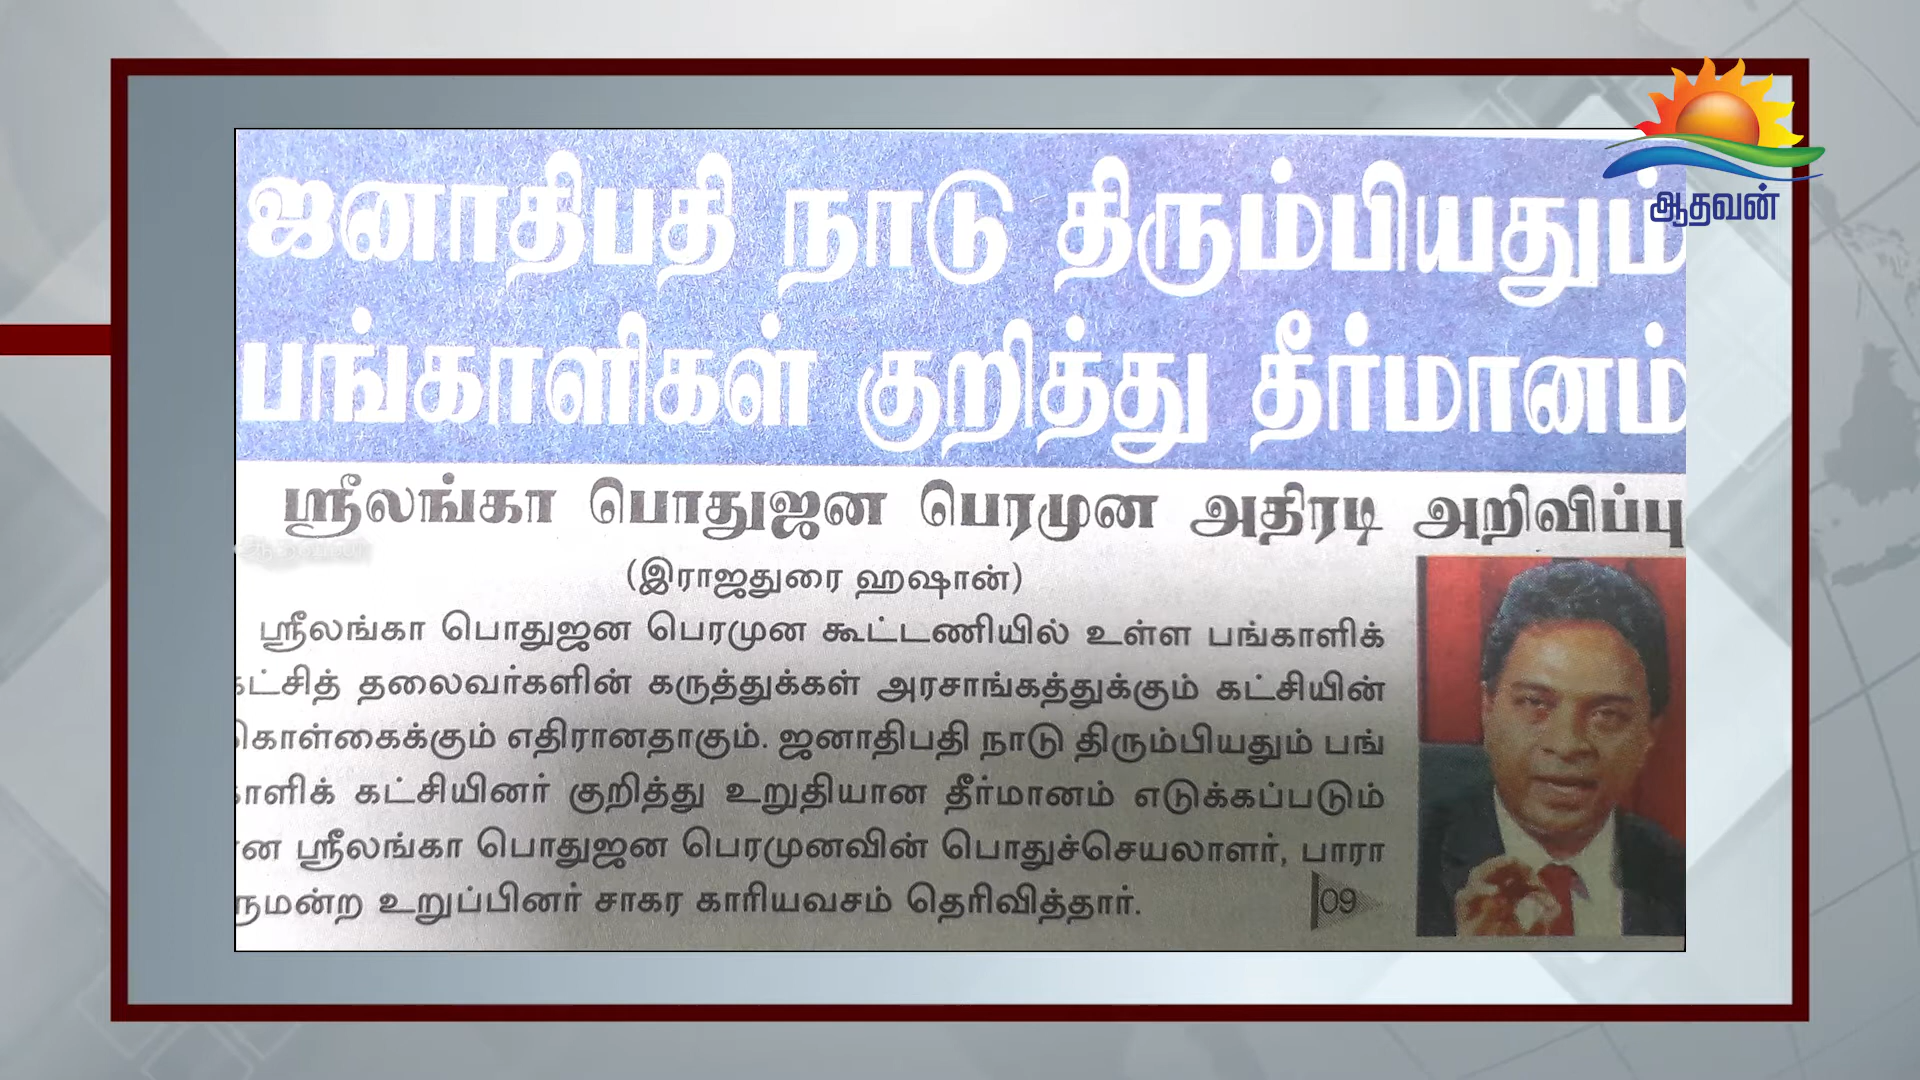 ஆதவன்
ஜனாதிபதி நாடு திரும்பியதும்
பங்காளிகள் குறித்து தீர்மானம்
ஸ்ரீலங்கா பொதுஜன பெரமுன அதிரடி அறிவிப்பு
(இராஜதுரை ஹஷான்)
ஸ்ரீலங்கா பொதுஜன பெரமுன கூட்டணியில் உள்ள பங்காளிக்
கட்சித் தலைவர்களின் கருத்துக்கள் அரசாங்கத்துக்கும் கட்சியின்
கொள்கைக்கும் எதிரானதாகும். ஜனாதிபதி நாடு திரும்பியதும் பங்
காளிக் கட்சியினர் குறித்து உறுதியான தீர்மானம் எடுக்கப்படும்
என ஸ்ரீலங்கா பொதுஜன பெரமுனவின் பொதுச்செயலாளர், பாரா
ளுமன்ற உறுப்பினர் சாகர காரியவசம் தெரிவித்தார். 09